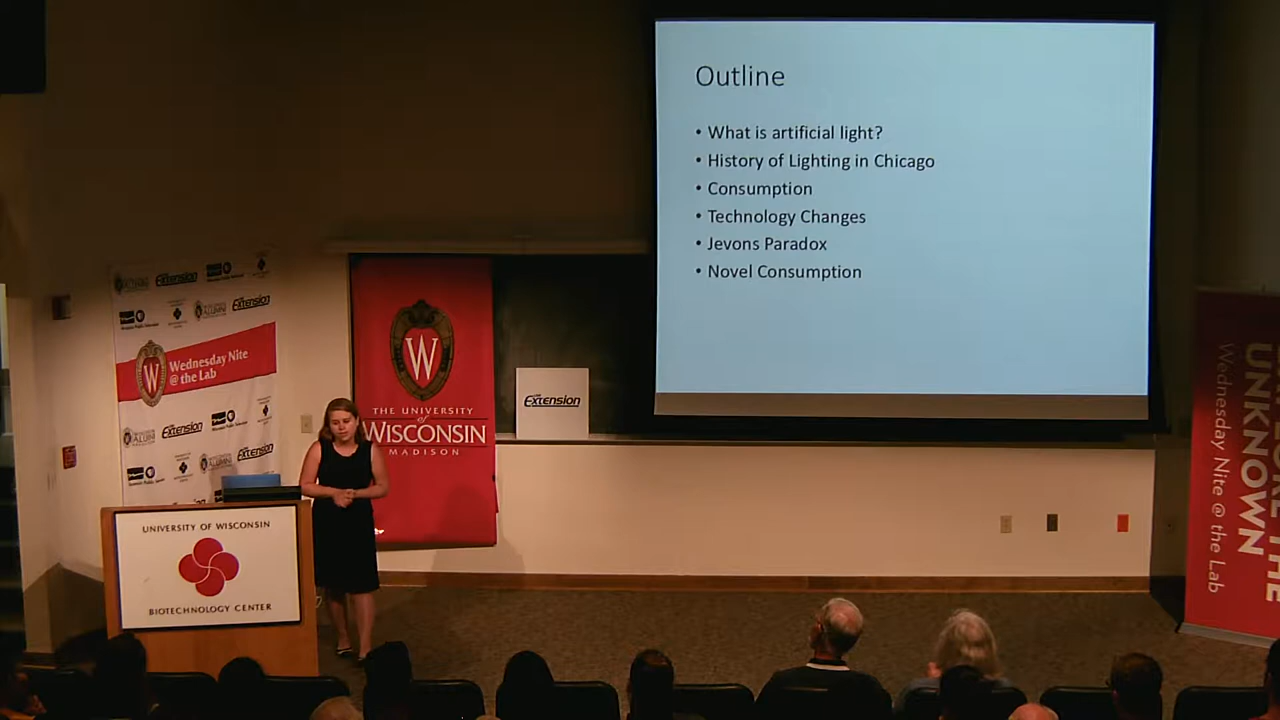 Outline
• What is artificial light?
• History of Lighting in Chicago
• Consumption
• Technology Changes
• Jevons Paradox
• Novel Consumption
Extension
Extension
Wednesday Nite
@ the Lab
W
Extension
Extension
W
THE UNIVERSITY
of
WISCONSIN
MADISON
Extension
UNIVERSITY OF WISCONSIN
BIOTECHNOLOGY CENTER
THE
UNKNOWN
Wednesday Nite @ the Lab